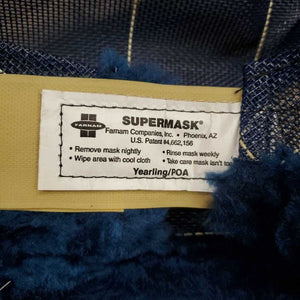 FARNAM
SUPERMASK®
Farnam Companies, Inc. • Phoenix, AZ
U.S. Patent #4,662,156
• Remove mask nightly • Rinse mask weekly
• Wipe area with cool cloth • Take care mask isn't too
Yearling/POA